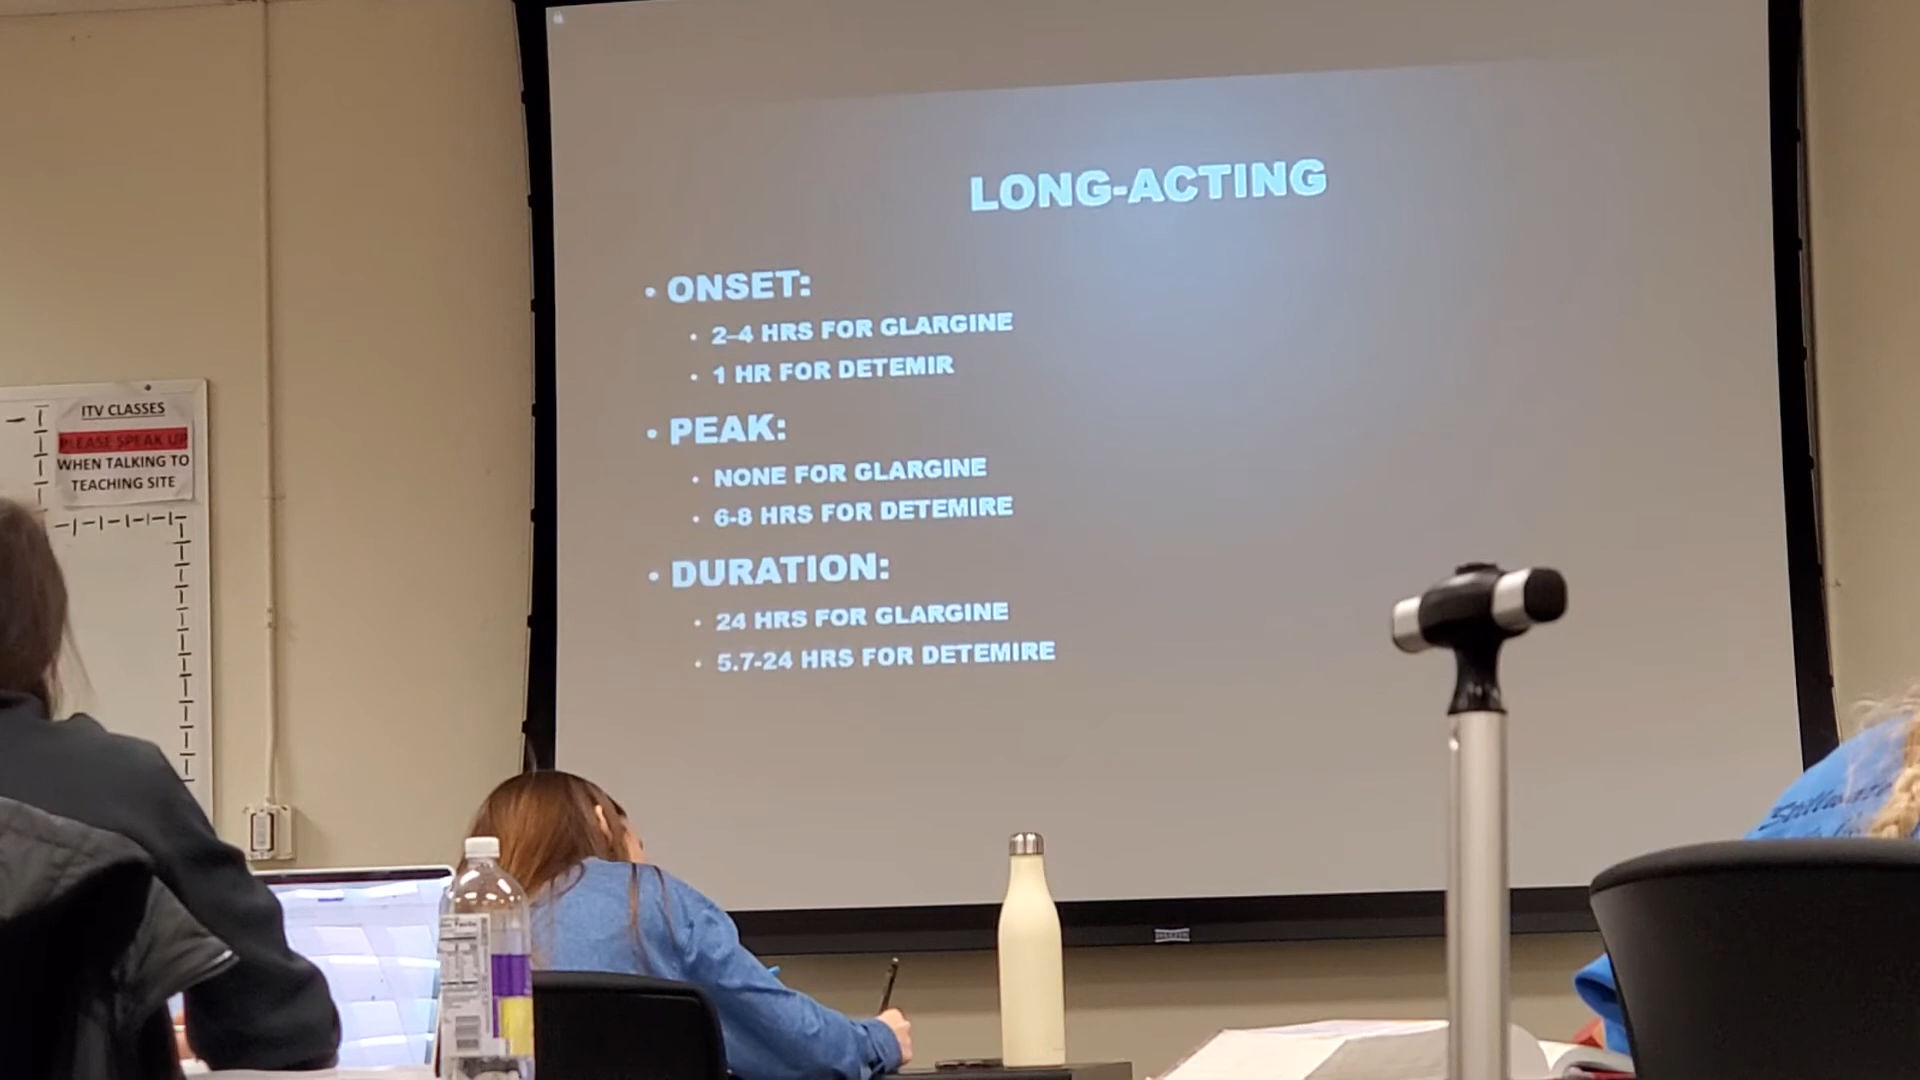 LONG-ACTING
• ONSET:
• 2–4 HRS FOR GLARGINE
• 1 HR FOR DETEMIR
• PEAK:
• NONE FOR GLARGINE
• 6-8 HRS FOR DETEMIRE
• DURATION:
• 24 HRS FOR GLARGINE
• 5.7-24 HRS FOR DETEMIRE
ITV CLASSES
PLEASE SPEAK UP
WHEN TALKING TO
TEACHING SITE